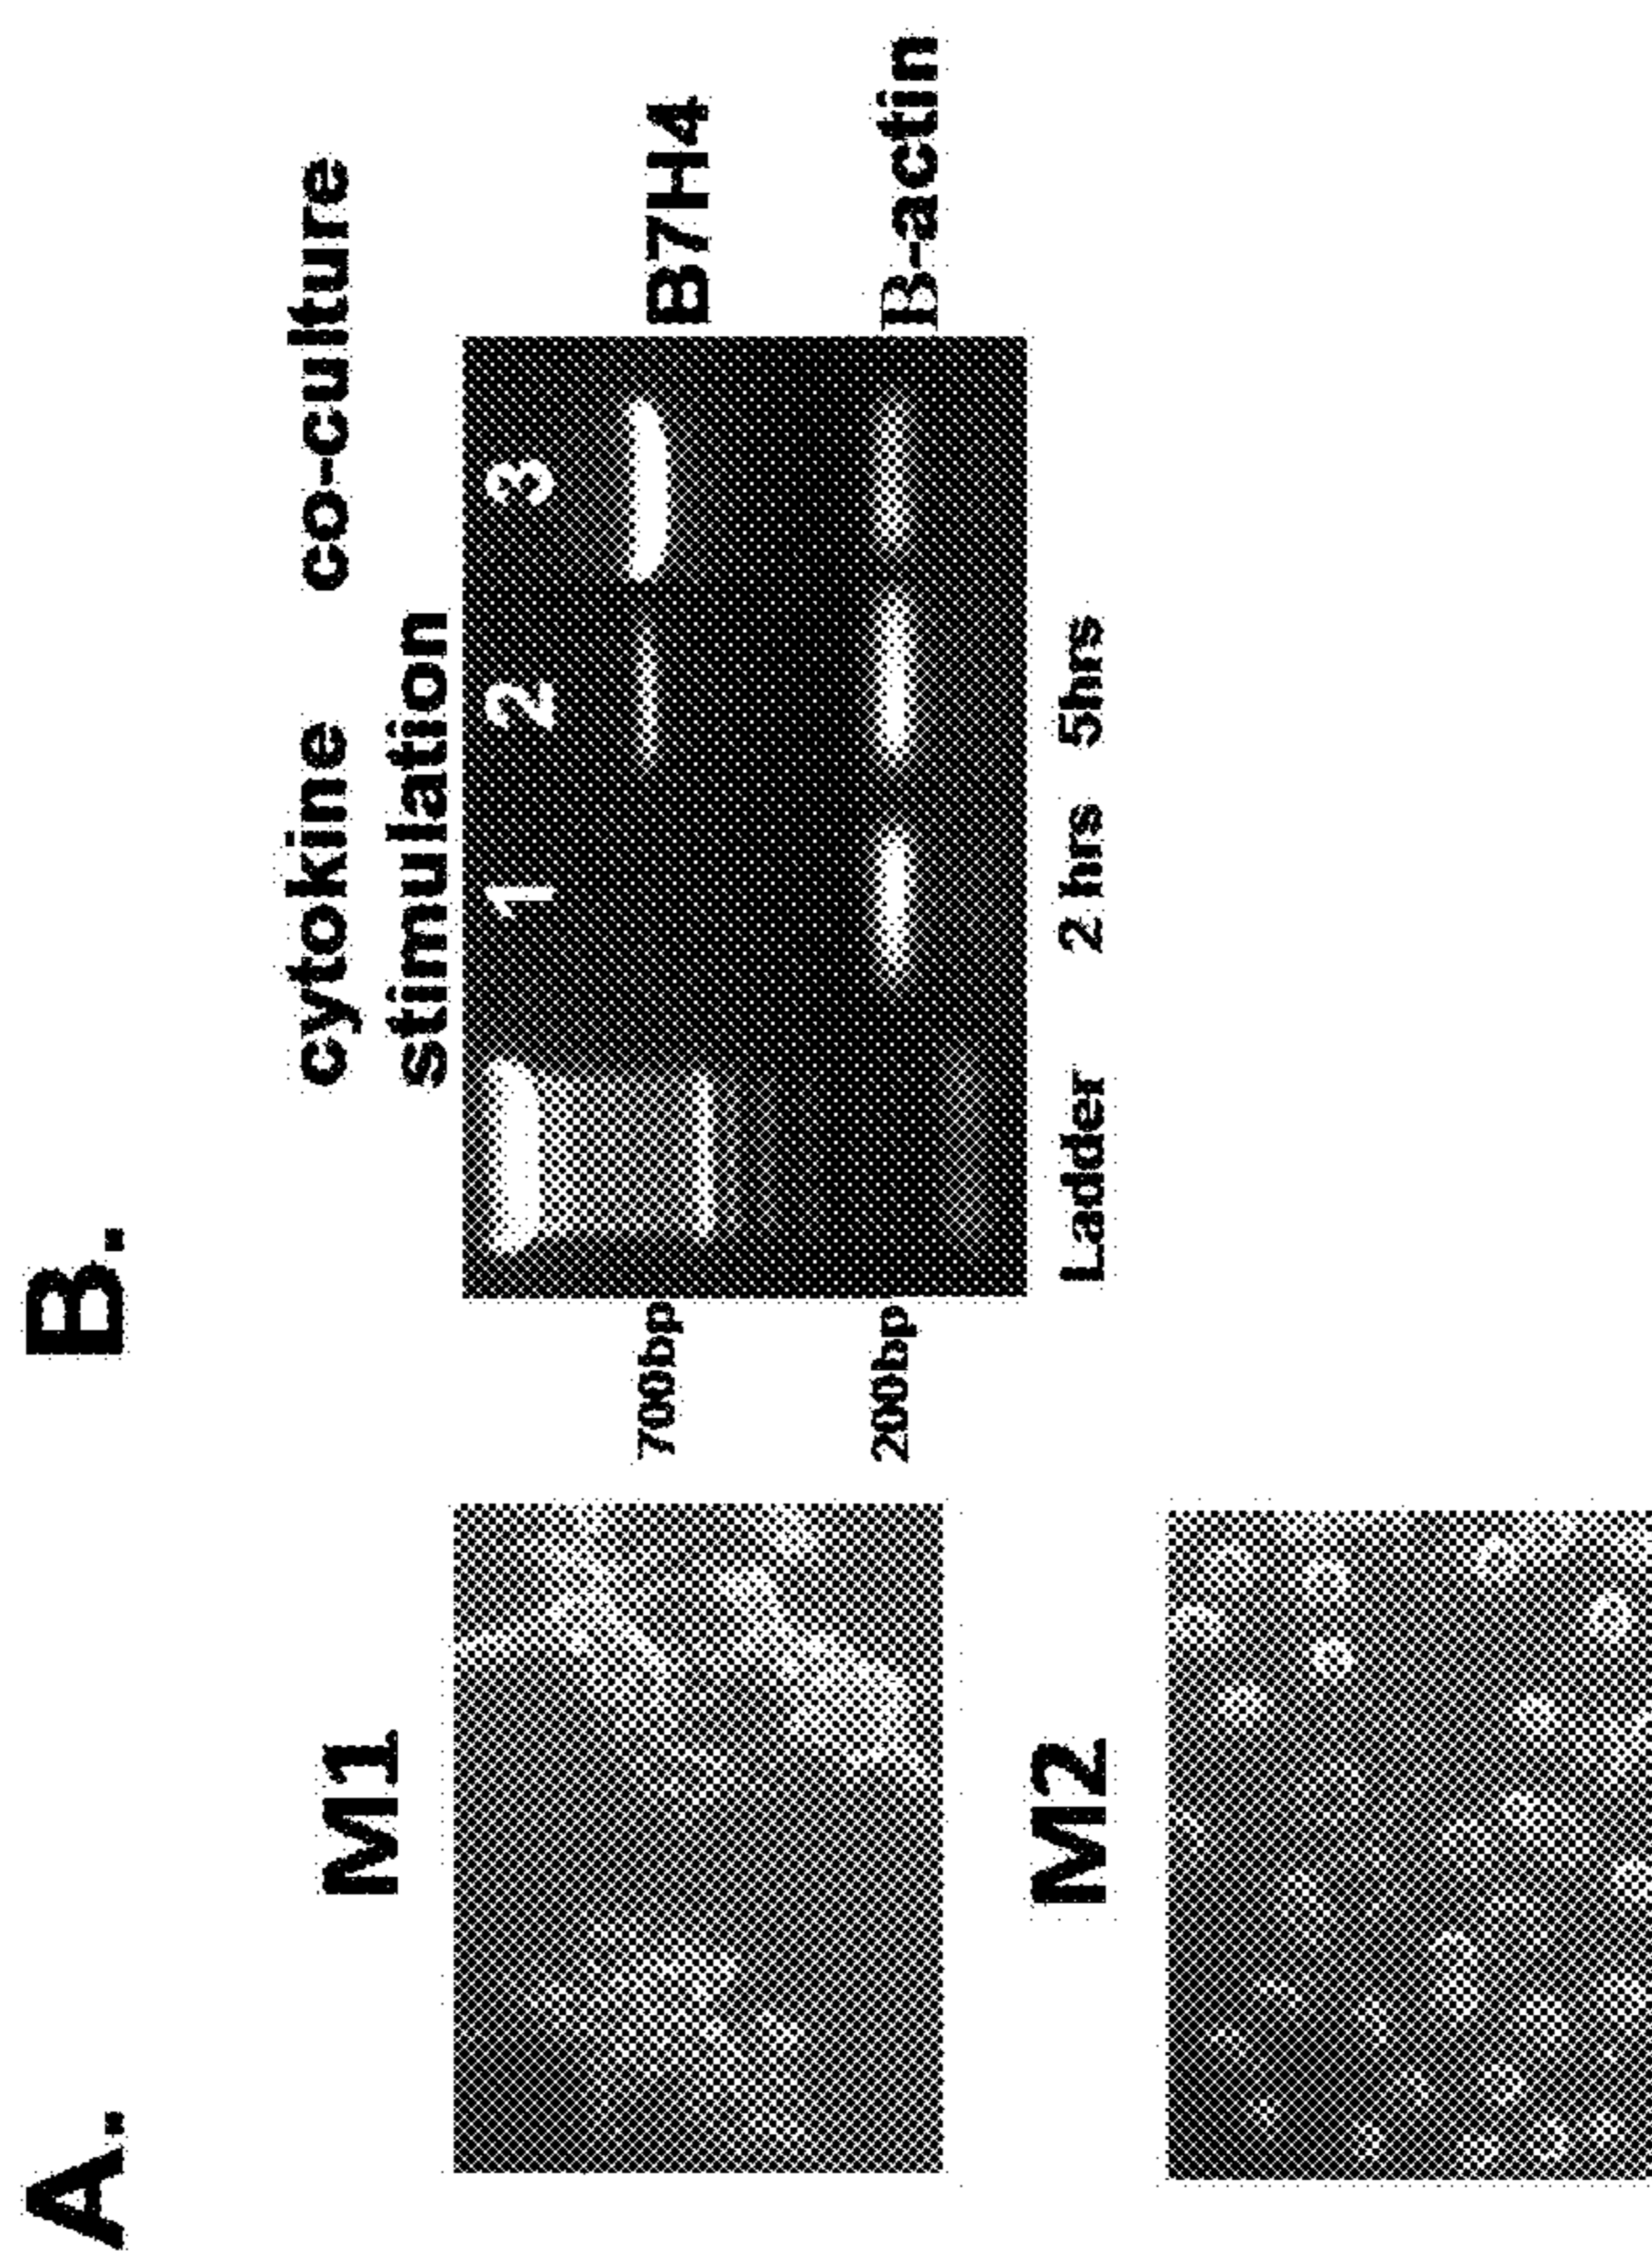 A.
M1
M2
B.
cytokine
stimulation
co-culture
1 2 3
700bp
B7H4
200bp
B-actin
Ladder 2 hrs 5hrs